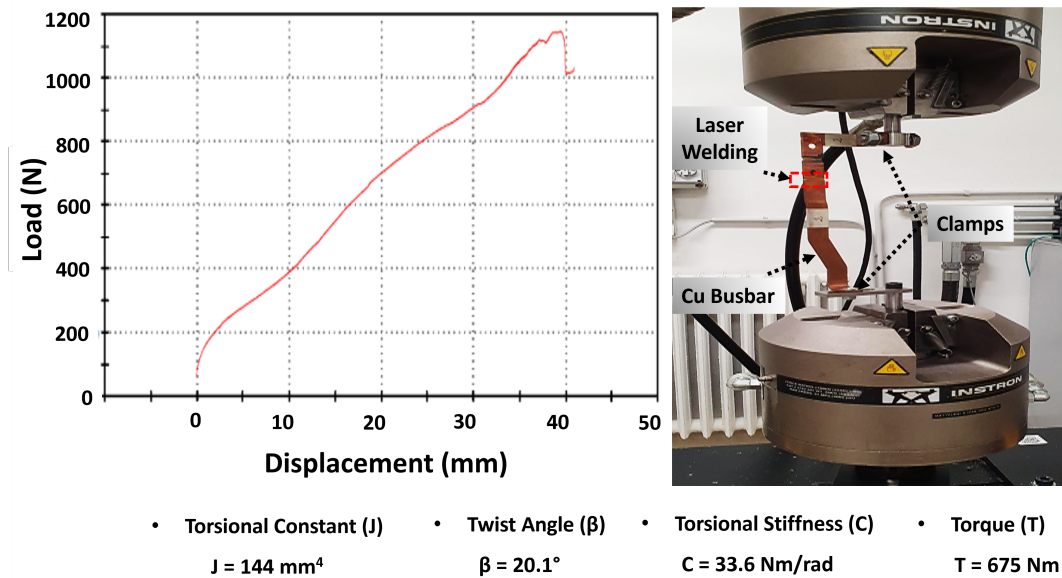 1200
1000
800
600
400
200
0
Load (N)
0 10 20 30 40 50
Displacement (mm)
INSTRON
Laser
Welding
Clamps
Cu Busbar
INSTRON
• Torsional Constant (J)
J = 144 mm⁴
• Twist Angle (β)
β = 20.1°
• Torsional Stiffness (C)
C = 33.6 Nm/rad
• Torque (T)
T = 675 Nm